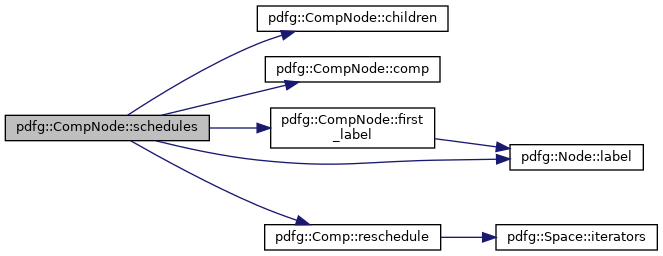 pdfg::CompNode::children
pdfg::CompNode::comp
pdfg::CompNode::schedules
pdfg::CompNode::first
_label
pdfg::Node::label
pdfg::Comp::reschedule
pdfg::Space::iterators